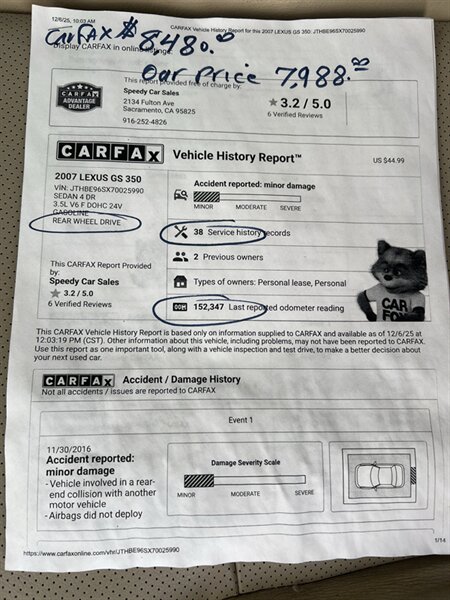 12/6/25, 10:03 AM
CARFAX Vehicle History Report for this 2007 LEXUS GS 350: JTHBE96SX70025990
CARFAX $8,480.00
Display CARFAX in online
Our Price 7,988.00
This report provided free of charge by:
CARFAX
ADVANTAGE
DEALER
Speedy Car Sales
2134 Fulton Ave
Sacramento, CA 95825
916-252-4826
★ 3.2 / 5.0
6 Verified Reviews
CARFAX Vehicle History Report™
US $44.99
2007 LEXUS GS 350
VIN: JTHBE96SX70025990
SEDAN 4 DR
3.5L V6 F DOHC 24V
GASOLINE
REAR WHEEL DRIVE
This CARFAX Report Provided
by:
Speedy Car Sales
★ 3.2 / 5.0
6 Verified Reviews
Accident reported: minor damage
MINOR MODERATE SEVERE
38 Service history records
2 Previous owners
Types of owners: Personal lease, Personal
ODM 152,347 Last reported odometer reading
CAR
FOX
This CARFAX Vehicle History Report is based only on information supplied to CARFAX and available as of 12/6/25 at
12:03:19 PM (CST). Other information about this vehicle, including problems, may not have been reported to CARFAX.
Use this report as one important tool, along with a vehicle inspection and test drive, to make a better decision about
your next used car.
CARFAX Accident / Damage History
Not all accidents / issues are reported to CARFAX
Event 1
11/30/2016
Accident reported:
minor damage
- Vehicle involved in a rear-
end collision with another
motor vehicle
- Airbags did not deploy
Damage Severity Scale
MINOR MODERATE SEVERE
https://www.carfaxonline.com/vhr/JTHBE96SX70025990
1/14